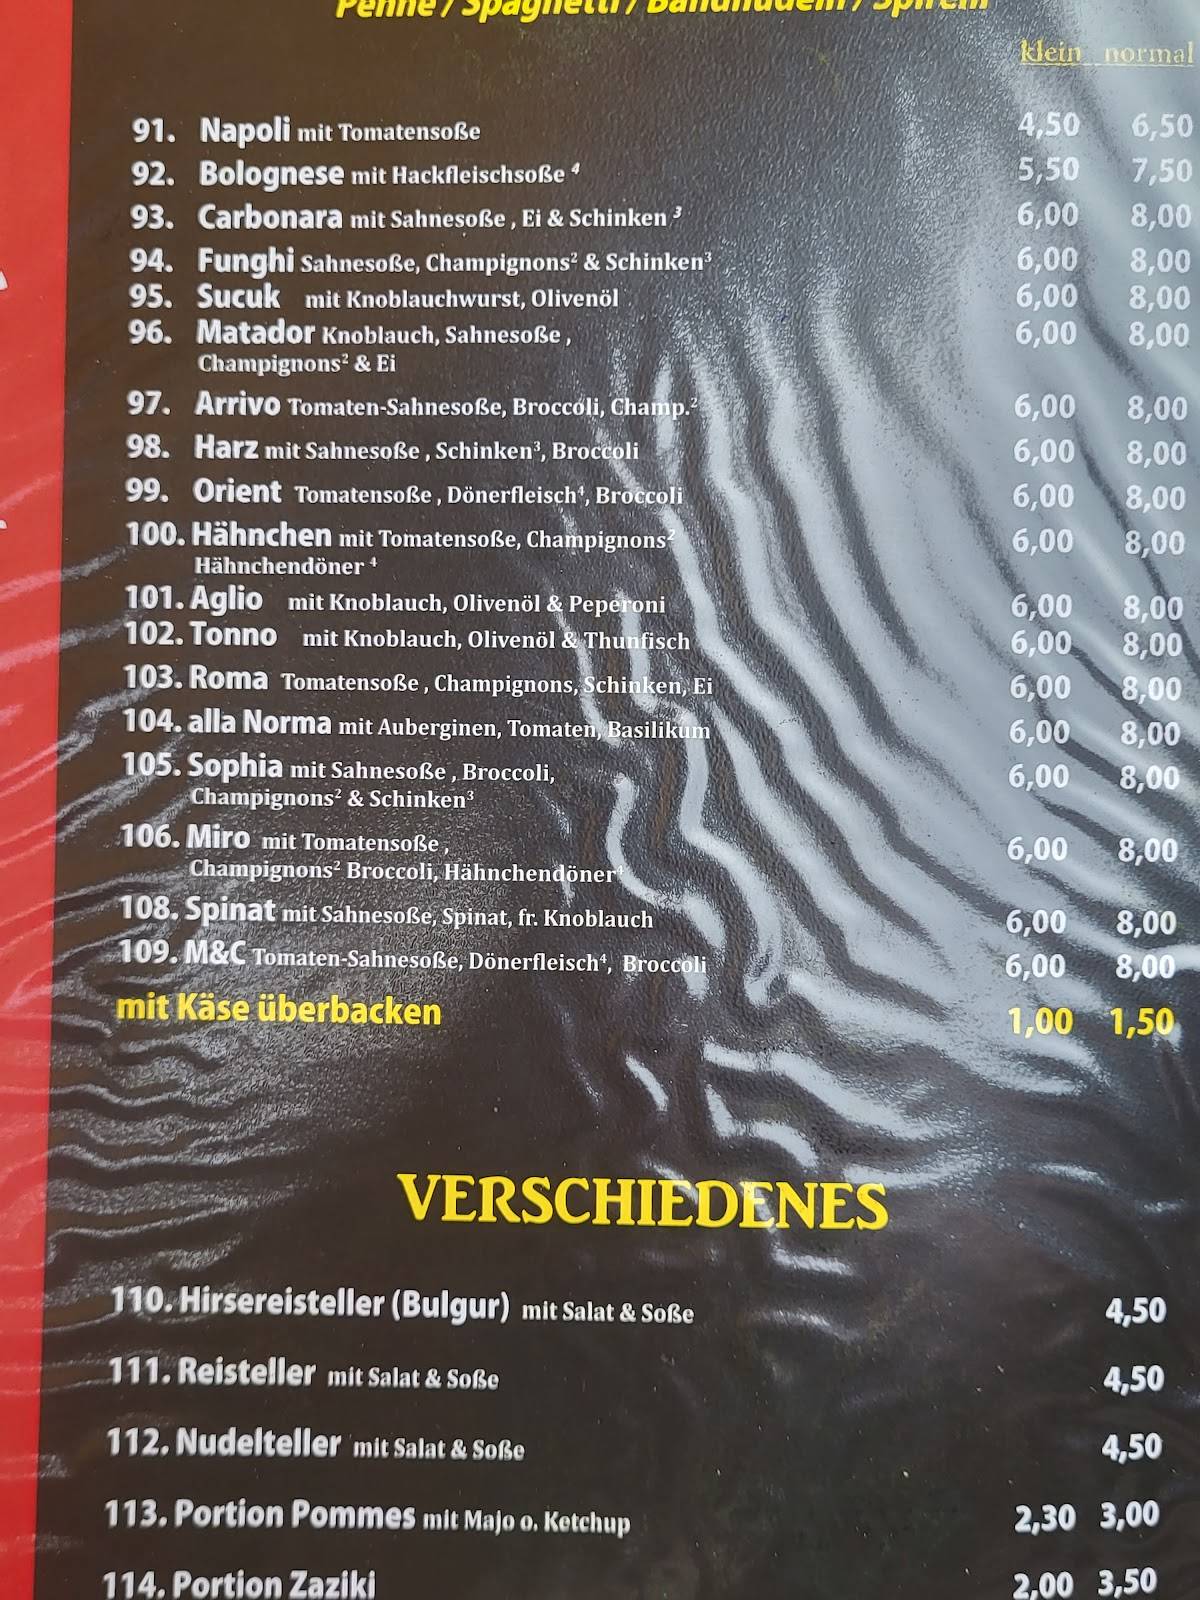 Penne / Spaghetti / Bandnudeln / Spirelli
klein normal
91. Napoli mit Tomatensoße 4,50 6,50
92. Bolognese mit Hackfleischsoße ⁴ 5,50 7,50
93. Carbonara mit Sahnesoße , Ei & Schinken ³ 6,00 8,00
94. Funghi Sahnesoße, Champignons² & Schinken³ 6,00 8,00
95. Sucuk mit Knoblauchwurst, Olivenöl 6,00 8,00
96. Matador Knoblauch, Sahnesoße , 6,00 8,00
Champignons² & Ei
97. Arrivo Tomaten-Sahnesoße, Broccoli, Champ.² 6,00 8,00
98. Harz mit Sahnesoße , Schinken³, Broccoli 6,00 8,00
99. Orient Tomatensoße , Dönerfleisch⁴, Broccoli 6,00 8,00
100. Hähnchen mit Tomatensoße, Champignons² 6,00 8,00
Hähnchendöner ⁴
101. Aglio mit Knoblauch, Olivenöl & Peperoni 6,00 8,00
102. Tonno mit Knoblauch, Olivenöl & Thunfisch 6,00 8,00
103. Roma Tomatensoße , Champignons, Schinken, Ei 6,00 8,00
104. alla Norma mit Auberginen, Tomaten, Basilikum 6,00 8,00
105. Sophia mit Sahnesoße , Broccoli, 6,00 8,00
Champignons² & Schinken³
106. Miro mit Tomatensoße , 6,00 8,00
Champignons² Broccoli, Hähnchendöner⁴
108. Spinat mit Sahnesoße, Spinat, fr. Knoblauch 6,00 8,00
109. M&C Tomaten-Sahnesoße, Dönerfleisch⁴, Broccoli 6,00 8,00
mit Käse überbacken 1,00 1,50
VERSCHIEDENES
110. Hirsereisteller (Bulgur) mit Salat & Soße 4,50
111. Reisteller mit Salat & Soße 4,50
112. Nudelteller mit Salat & Soße 4,50
113. Portion Pommes mit Majo o. Ketchup 2,30 3,00
114. Portion Zaziki 2,00 3,50